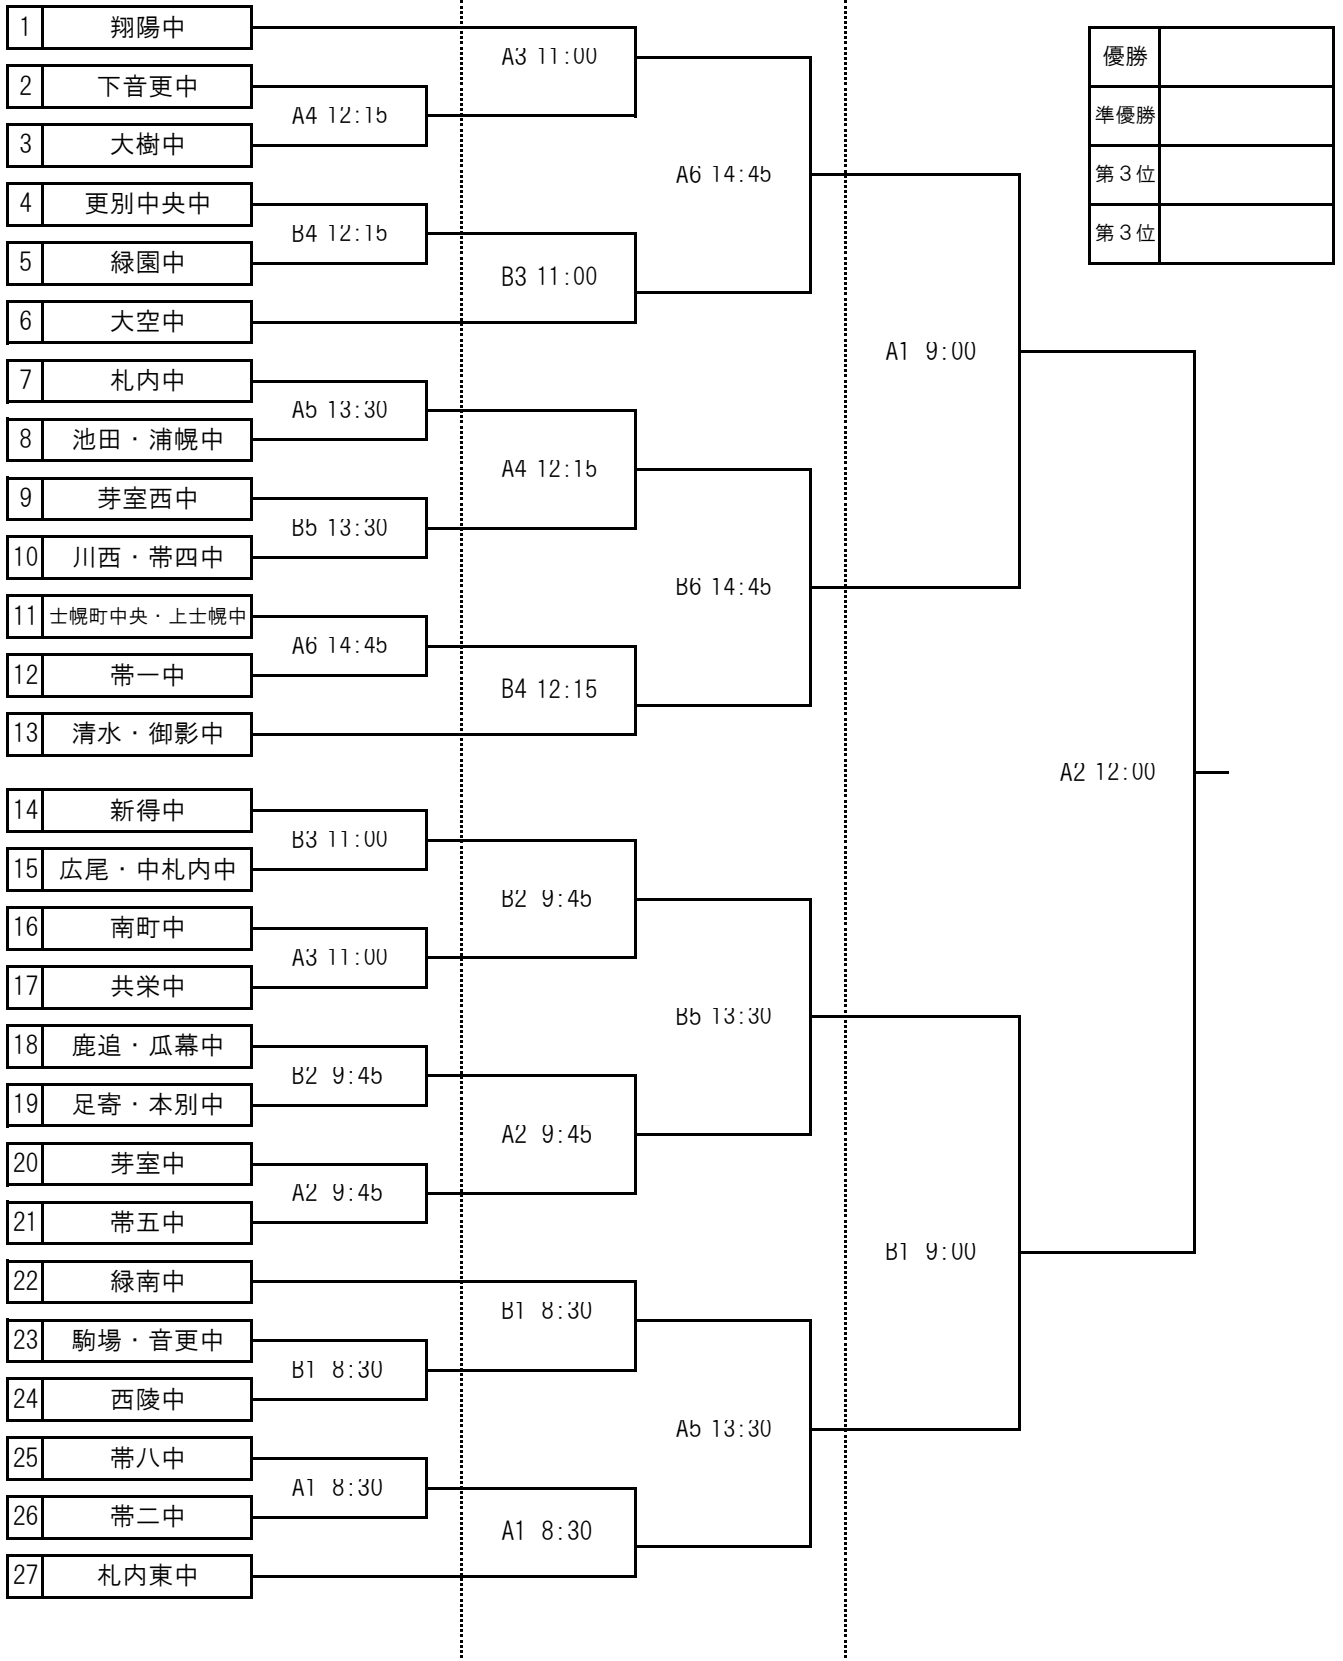 1 翔陽中
2 下音更中
3 大樹中
4 更別中央中
5 緑園中
6 大空中
7 札内中
8 池田・浦幌中
9 芽室西中
10 川西・帯四中
11 士幌町中央・上士幌中
12 帯一中
13 清水・御影中
14 新得中
15 広尾・中札内中
16 南町中
17 共栄中
18 鹿追・瓜幕中
19 足寄・本別中
20 芽室中
21 帯五中
22 緑南中
23 駒場・音更中
24 西陵中
25 帯八中
26 帯二中
27 札内東中
A4 12:15
B4 12:15
A5 13:30
B5 13:30
A6 14:45
B3 11:00
A3 11:00
B2 9:45
A2 9:45
B1 8:30
A1 8:30
A3 11:00
B3 11:00
A4 12:15
B4 12:15
B2 9:45
A2 9:45
B1 8:30
A1 8:30
A6 14:45
B6 14:45
B5 13:30
A5 13:30
A1 9:00
B1 9:00
A2 12:00
優勝
準優勝
第３位
第３位